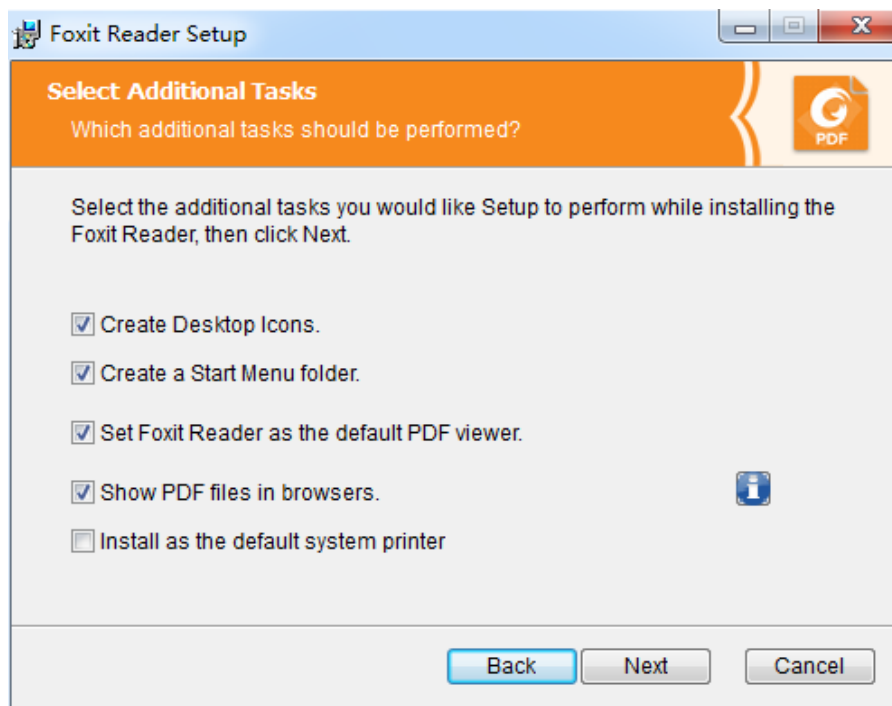 Foxit Reader Setup
Select Additional Tasks
Which additional tasks should be performed?
PDF
Select the additional tasks you would like Setup to perform while installing the
Foxit Reader, then click Next.
Create Desktop Icons.
Create a Start Menu folder.
Set Foxit Reader as the default PDF viewer.
Show PDF files in browsers.
Install as the default system printer
Back Next Cancel